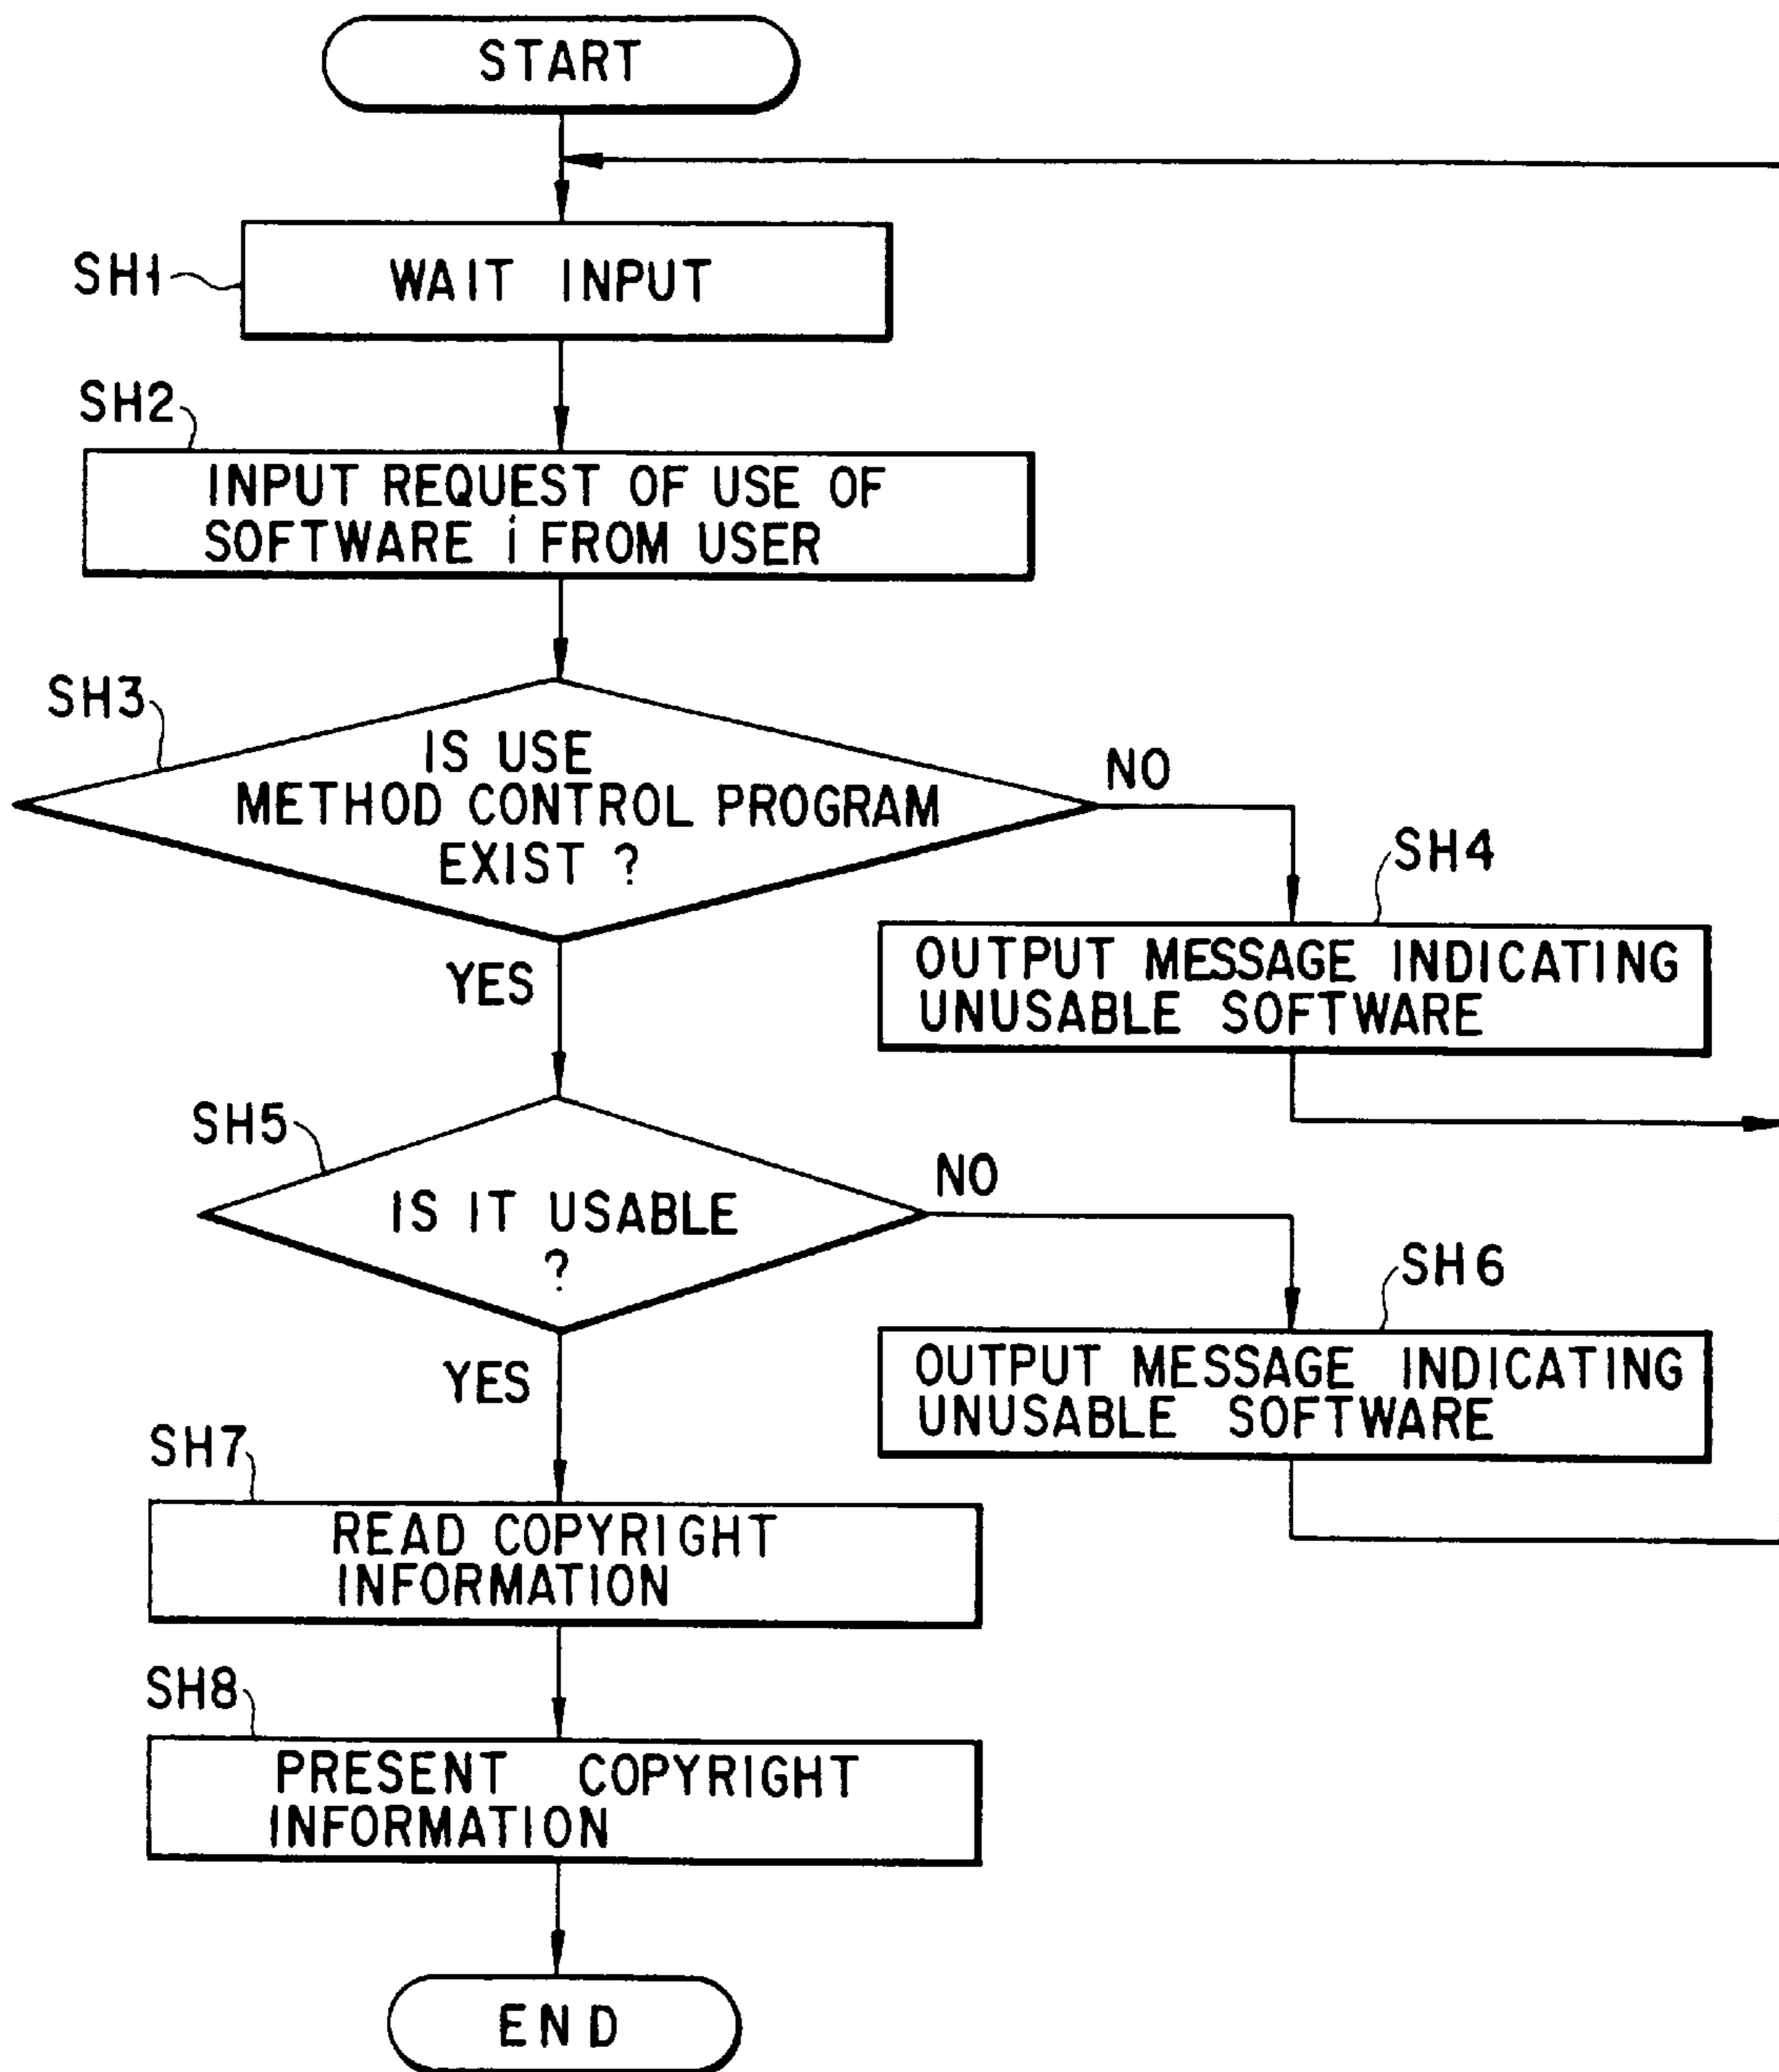 START
SH1
WAIT INPUT
SH2
INPUT REQUEST OF USE OF
SOFTWARE i FROM USER
SH3
IS USE
METHOD CONTROL PROGRAM
EXIST ?
NO
SH4
OUTPUT MESSAGE INDICATING
UNUSABLE SOFTWARE
YES
SH5
IS IT USABLE
?
NO
SH6
OUTPUT MESSAGE INDICATING
UNUSABLE SOFTWARE
YES
SH7
READ COPYRIGHT
INFORMATION
SH8
PRESENT COPYRIGHT
INFORMATION
END